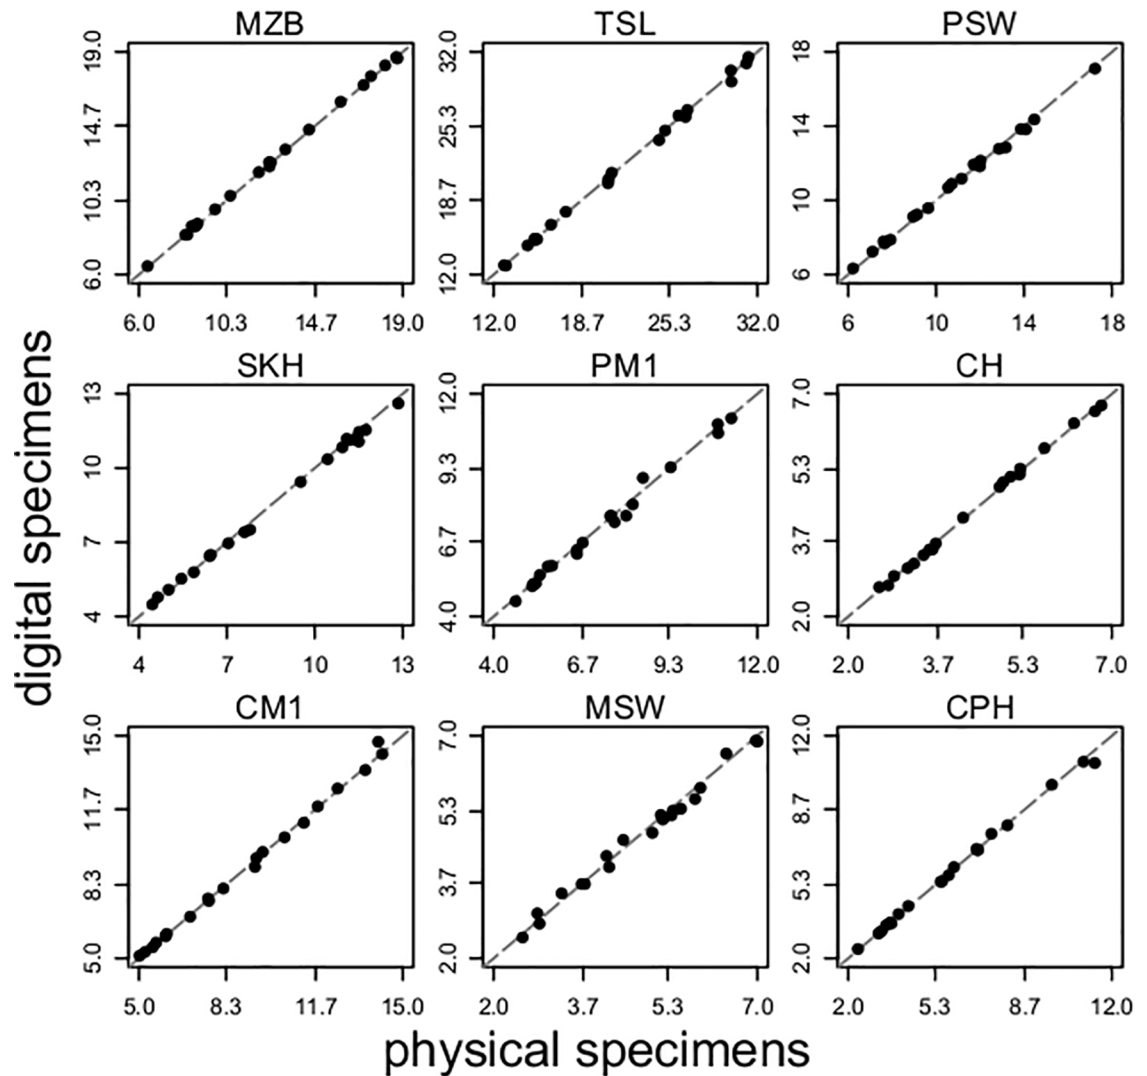 MZB TSL PSW
19.0 14.7 10.3 6.0
6.0 10.3 14.7 19.0
32.0 25.3 18.7 12.0
12.0 18.7 25.3 32.0
18 14 10 6
6 10 14 18
SKH PM1 CH
13 10 7 4
4 7 10 13
12.0 9.3 6.7 4.0
4.0 6.7 9.3 12.0
7.0 5.3 3.7 2.0
2.0 3.7 5.3 7.0
CM1 MSW CPH
15.0 11.7 8.3 5.0
5.0 8.3 11.7 15.0
7.0 5.3 3.7 2.0
2.0 3.7 5.3 7.0
12.0 8.7 5.3 2.0
2.0 5.3 8.7 12.0
digital specimens
physical specimens